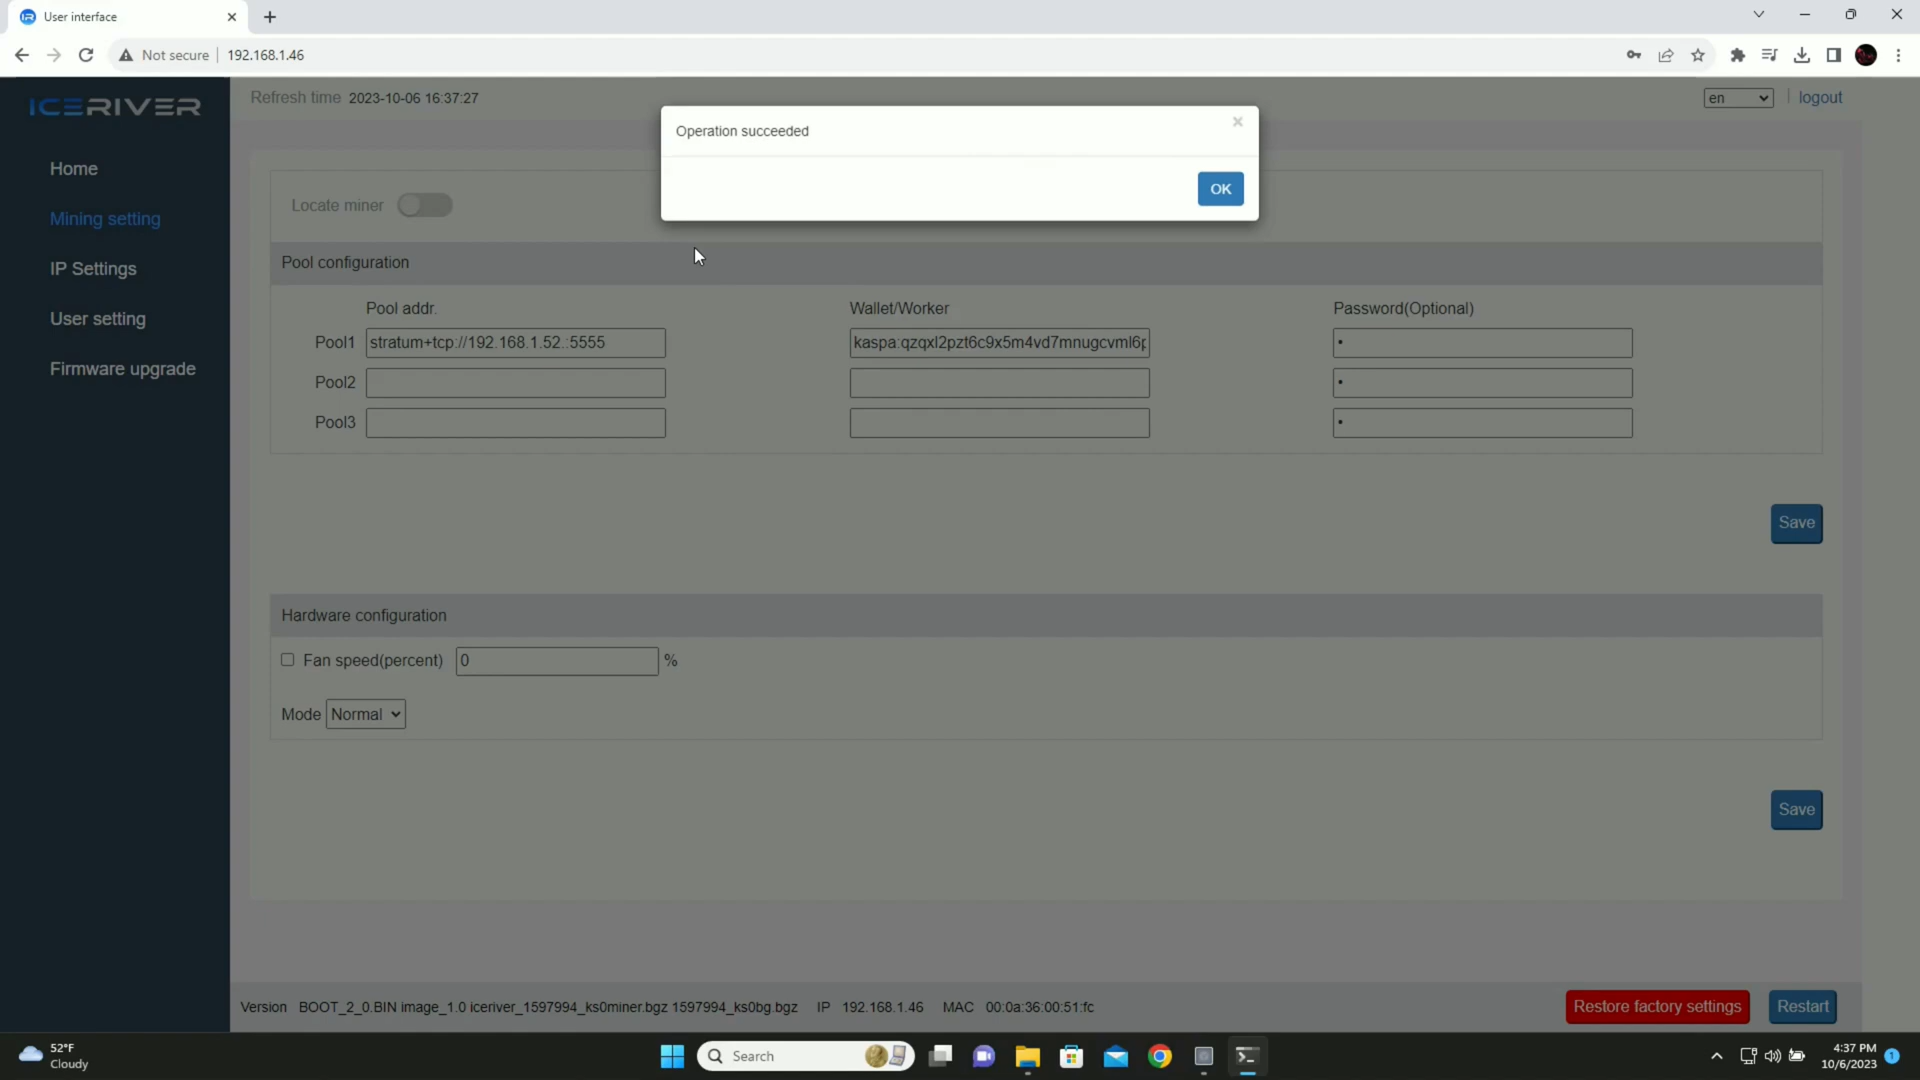 User interface
Not secure
192.168.1.46
ICERIVER
Refresh time 2023-10-06 16:37:27
en
logout
Operation succeeded
OK
Home
Mining setting
IP Settings
User setting
Firmware upgrade
Locate miner
Pool configuration
Pool addr. Wallet/Worker Password(Optional)
Pool1 stratum+tcp://192.168.1.52.:5555 kaspa:qzqxl2pzt6c9x5m4vd7mnugcvml6p
Pool2
Pool3
Save
Hardware configuration
Fan speed(percent) 0 %
Mode Normal
Save
Version BOOT_2_0.BIN image_1.0 iceriver_1597994_ks0miner.bgz 1597994_ks0bg.bgz IP 192.168.1.46 MAC 00:0a:36:00:51:fc
Restore factory settings
Restart
52°F
Cloudy
Search
4:37 PM
10/6/2023
1